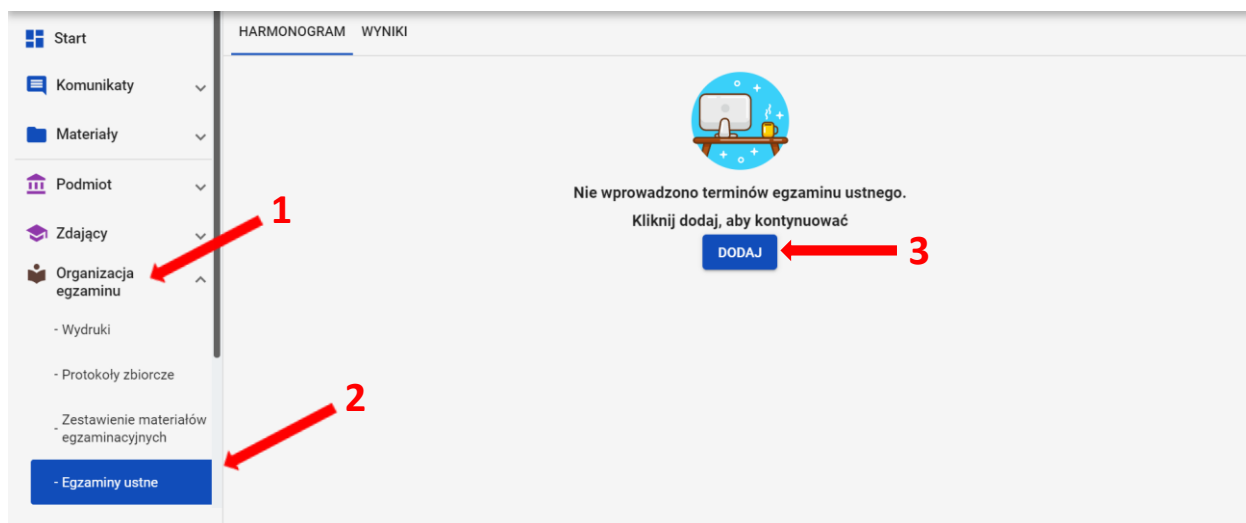 Start
Komunikaty
Materiały
Podmiot
Zdający
Organizacja
egzaminu
- Wydruki
- Protokoły zbiorcze
- Zestawienie materiałów
egzaminacyjnych
- Egzaminy ustne
1
2
HARMONOGRAM WYNIKI
Nie wprowadzono terminów egzaminu ustnego.
Kliknij dodaj, aby kontynuować
DODAJ
3